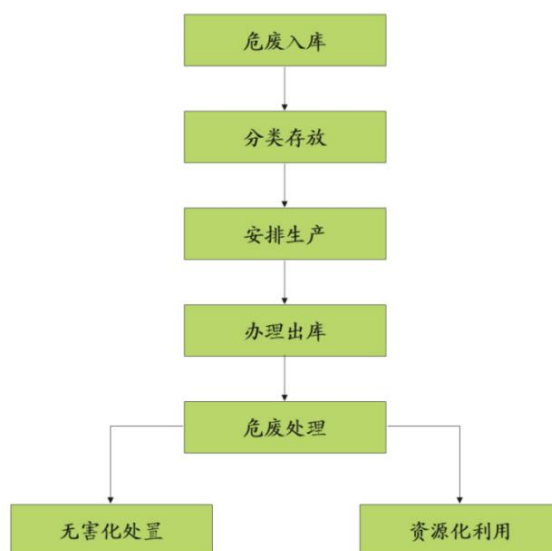 危废入库
分类存放
安排生产
办理出库
危废处理
无害化处置
资源化利用